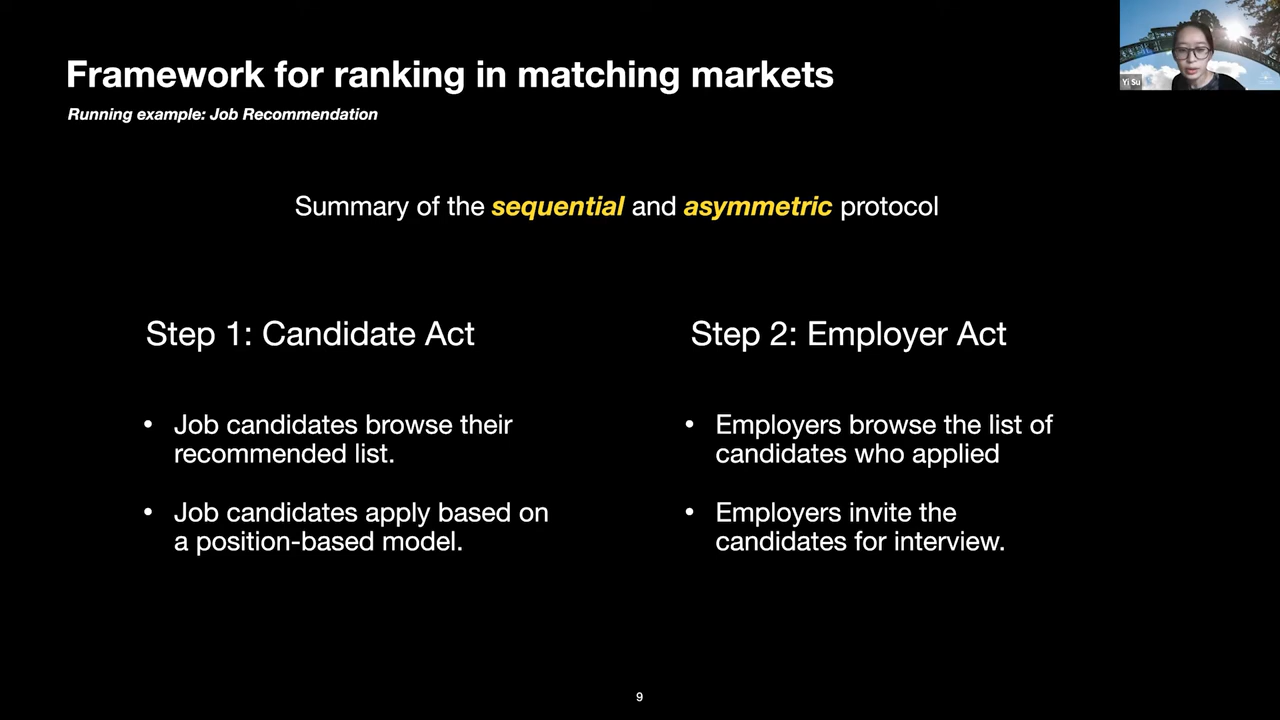 Framework for ranking in matching markets
Running example: Job Recommendation
Yi Su
Summary of the sequential and asymmetric protocol
Step 1: Candidate Act
• Job candidates browse their
recommended list.
• Job candidates apply based on
a position-based model.
Step 2: Employer Act
• Employers browse the list of
candidates who applied
• Employers invite the
candidates for interview.
9